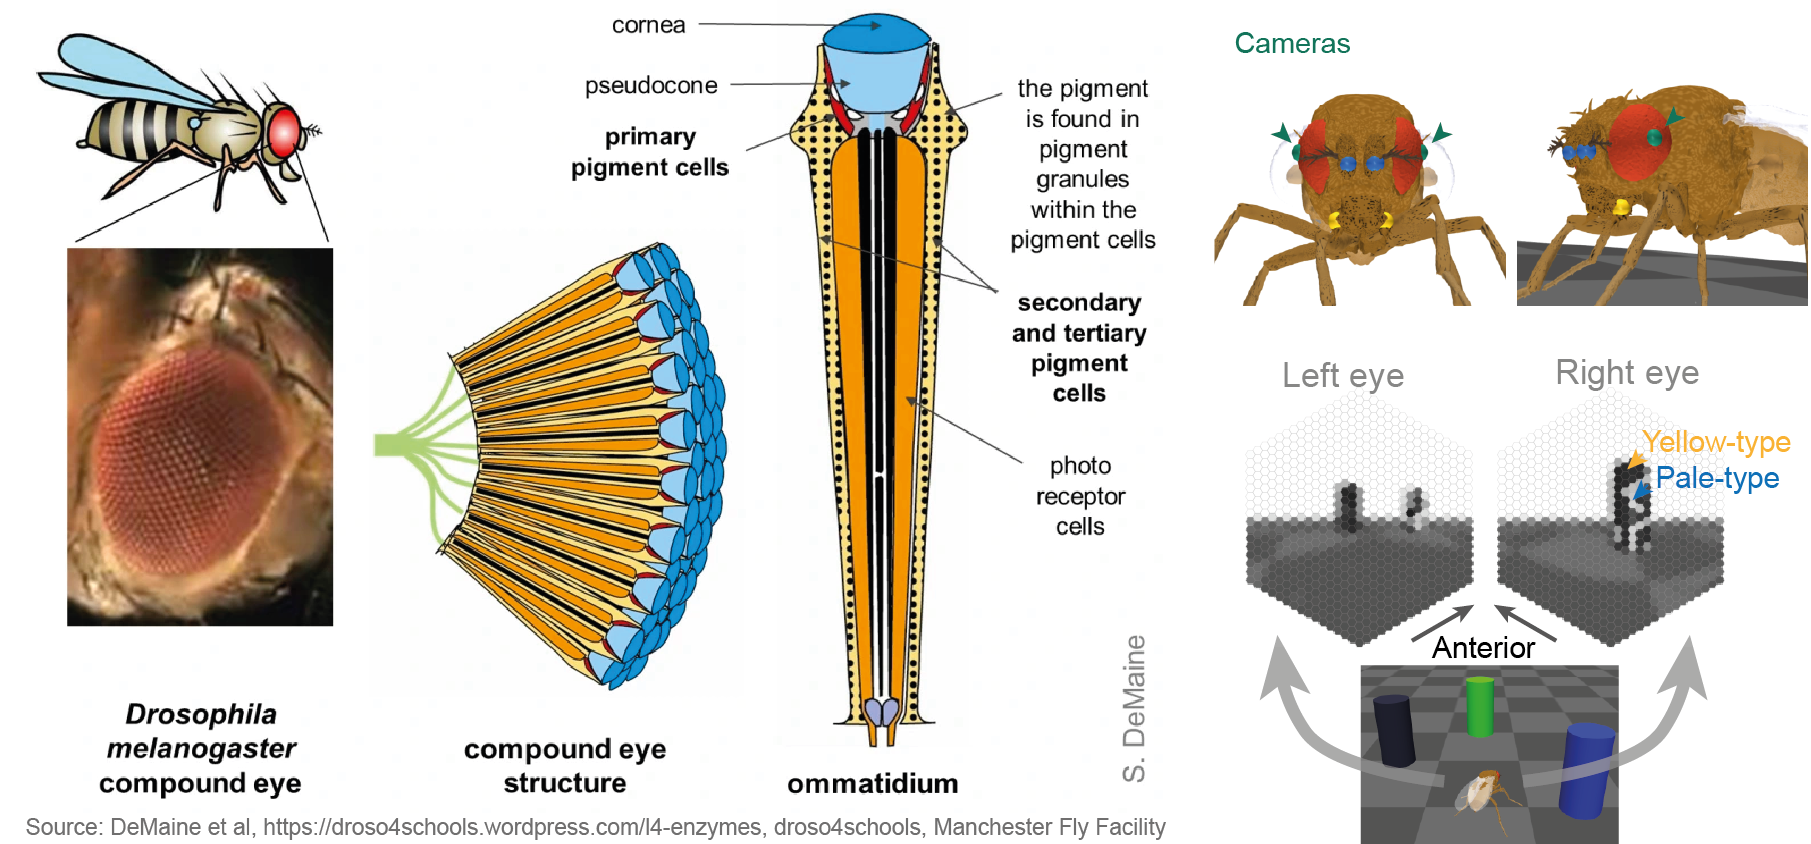 cornea
pseudocone
primary
pigment cells
the pigment
is found in
pigment
granules
within the
pigment cells
secondary
and tertiary
pigment
cells
photo
receptor
cells
Drosophila
melanogaster
compound eye
compound eye
structure
ommatidium
S. DeMaine
Source: DeMaine et al, https://droso4schools.wordpress.com/l4-enzymes, droso4schools, Manchester Fly Facility
Cameras
Left eye
Right eye
Yellow-type
Pale-type
Anterior